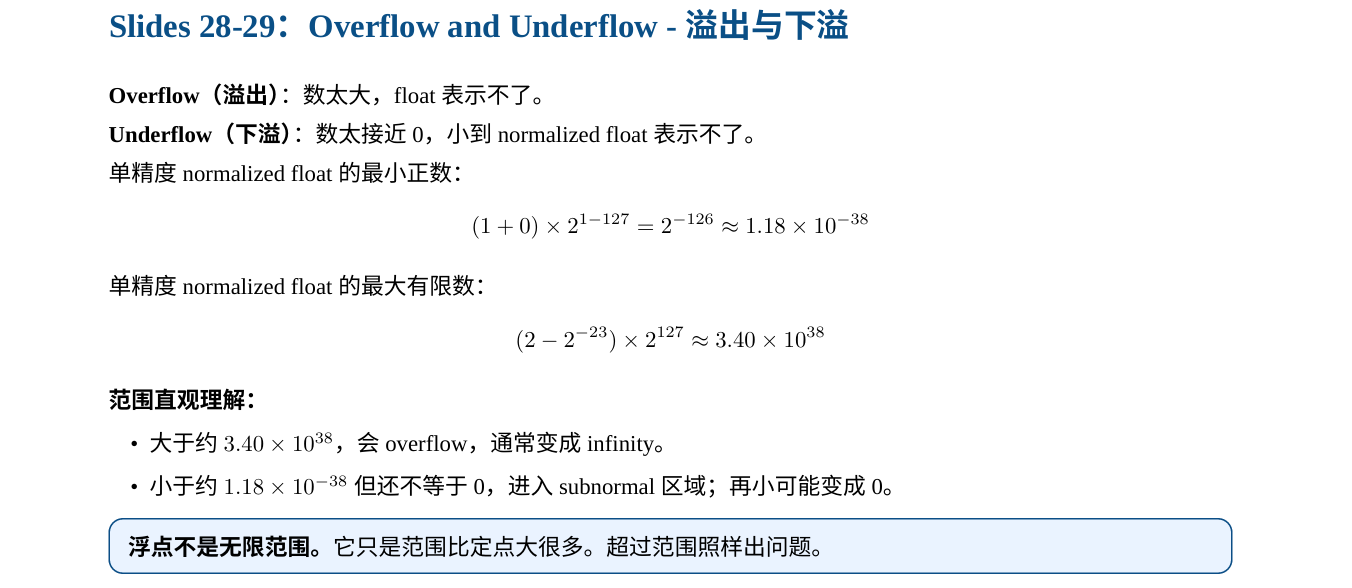 Slides 28-29：Overflow and Underflow - 溢出与下溢
Overflow（溢出）：数太大，float 表示不了。
Underflow（下溢）：数太接近 0，小到 normalized float 表示不了。
单精度 normalized float 的最小正数：
(1 + 0) × 2^{1−127} = 2^{−126} ≈ 1.18 × 10^{−38}
单精度 normalized float 的最大有限数：
(2 − 2^{−23}) × 2^{127} ≈ 3.40 × 10^{38}
范围直观理解：
• 大于约 3.40 × 10^{38}，会 overflow，通常变成 infinity。
• 小于约 1.18 × 10^{−38} 但还不等于 0，进入 subnormal 区域；再小可能变成 0。
浮点不是无限范围。它只是范围比定点大很多。超过范围照样出问题。